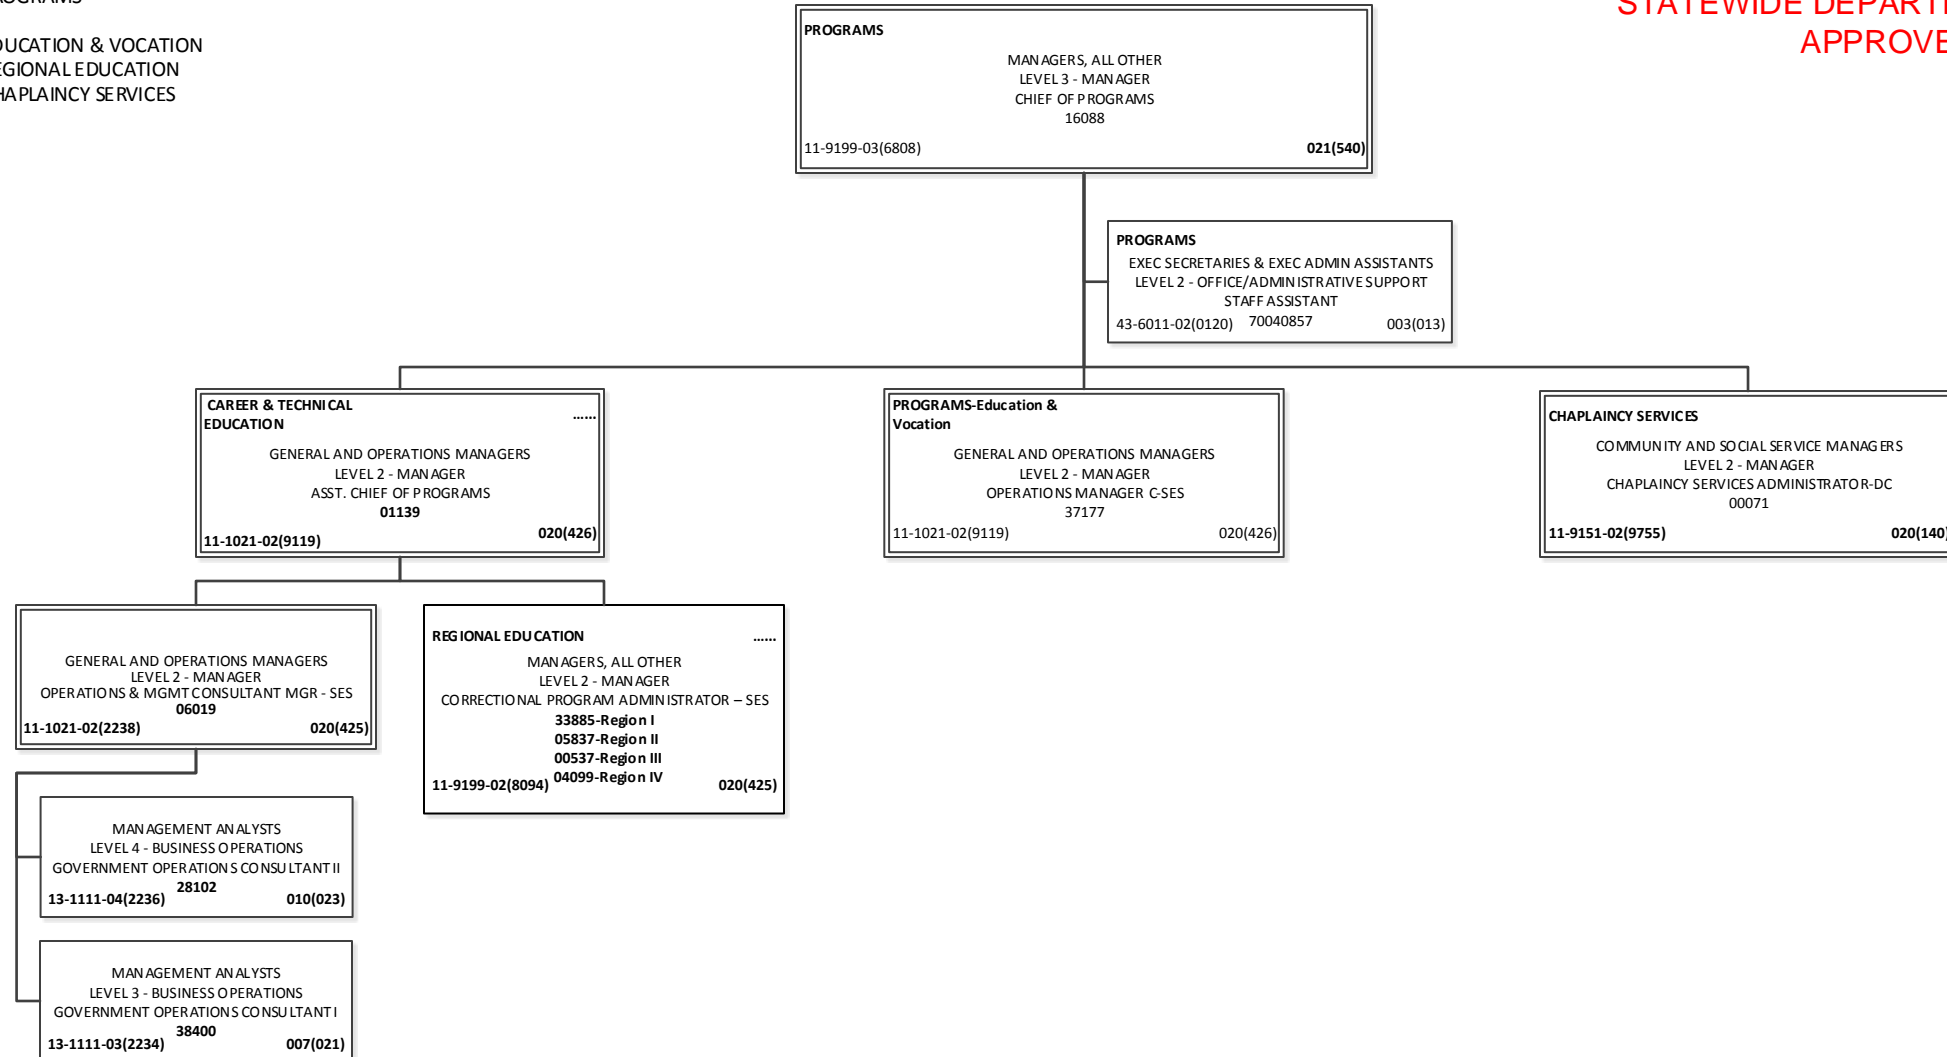 EDUCATION & VOCATION
REGIONAL EDUCATION
CHAPLAINCY SERVICES
STATEWIDE
PROGRAMS
MANAGERS, ALL OTHER
LEVEL 3 - MANAGER
CHIEF OF PROGRAMS
16088
11-9199-03(6808)
021(540)
PROGRAMS
EXEC SECRETARIES & EXEC ADMIN ASSISTANTS
LEVEL 2 - OFFICE/ADMINISTRATIVE SUPPORT
STAFF ASSISTANT
43-6011-02(0120) 70040857 003(013)
CAREER & TECHNICAL
EDUCATION
......
GENERAL AND OPERATIONS MANAGERS
LEVEL 2 - MANAGER
ASST. CHIEF OF PROGRAMS
01139
11-1021-02(9119)
020(426)
PROGRAMS-Education &
Vocation
GENERAL AND OPERATIONS MANAGERS
LEVEL 2 - MANAGER
OPERATIONS MANAGER C-SES
37177
11-1021-02(9119)
020(426)
CHAPLAINCY SERVICES
COMMUNITY AND SOCIAL SERVICE MANAGERS
LEVEL 2 - MANAGER
CHAPLAINCY SERVICES ADMINISTRATOR-DC
00071
11-9151-02(9755)
020(140)
GENERAL AND OPERATIONS MANAGERS
LEVEL 2 - MANAGER
OPERATIONS & MGMT CONSULTANT MGR - SES
06019
11-1021-02(2238)
020(425)
REGIONAL EDUCATION
......
MANAGERS, ALL OTHER
LEVEL 2 - MANAGER
CORRECTIONAL PROGRAM ADMINISTRATOR – SES
33885-Region I
05837-Region II
00537-Region III
04099-Region IV
11-9199-02(8094)
020(425)
MANAGEMENT ANALYSTS
LEVEL 4 - BUSINESS OPERATIONS
GOVERNMENT OPERATIONS CONSULTANT II
28102
13-1111-04(2236)
010(023)
MANAGEMENT ANALYSTS
LEVEL 3 - BUSINESS OPERATIONS
GOVERNMENT OPERATIONS CONSULTANT I
38400
13-1111-03(2234)
007(021)